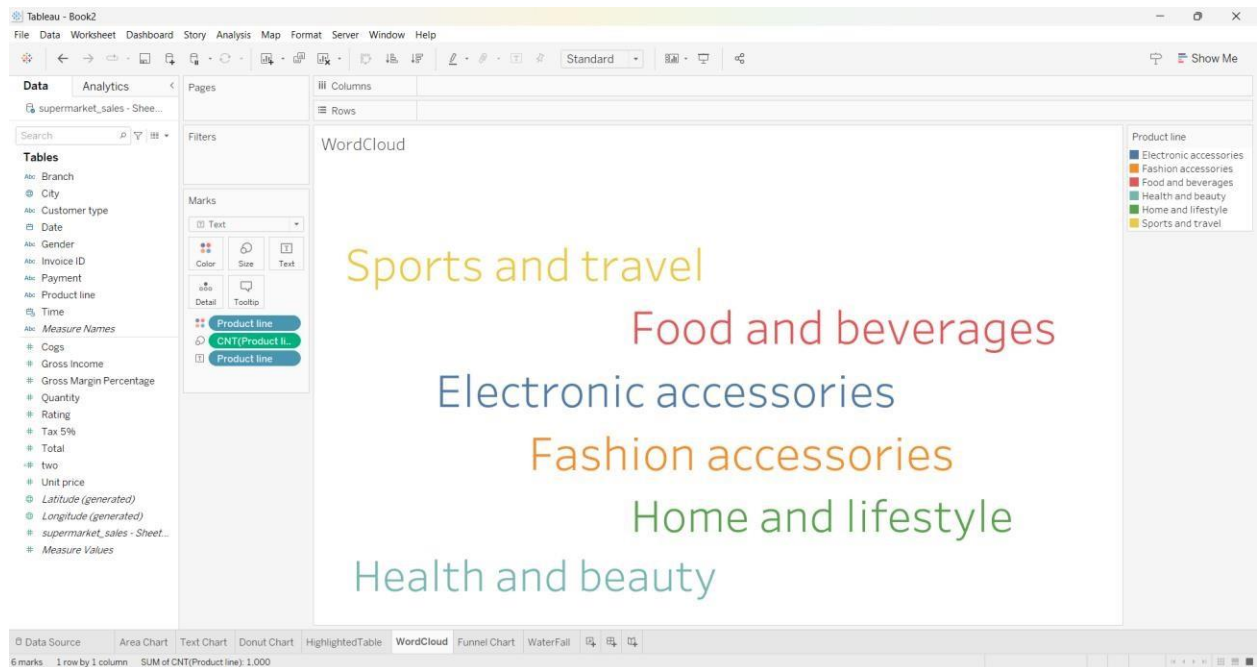 Tableau - Book2
File Data Worksheet Dashboard Story Analysis Map Format Server Window Help
Standard
Show Me
Data Analytics
supermarket_sales - Shee...
Search
Tables
Abc Branch
City
Abc Customer type
Date
Abc Gender
Abc Invoice ID
Abc Payment
Abc Product line
Time
Abc Measure Names
# Cogs
# Gross Income
# Gross Margin Percentage
# Quantity
# Rating
# Tax 5%
# Total
=# two
# Unit price
Latitude (generated)
Longitude (generated)
# supermarket_sales - Sheet...
# Measure Values
Pages
Filters
Marks
Text
Color Size Text
Detail Tooltip
Product line
CNT(Product li..
Product line
Columns
Rows
WordCloud
Sports and travel
Food and beverages
Electronic accessories
Fashion accessories
Home and lifestyle
Health and beauty
Product line
Electronic accessories
Fashion accessories
Food and beverages
Health and beauty
Home and lifestyle
Sports and travel
Data Source Area Chart Text Chart Donut Chart HighlightedTable WordCloud Funnel Chart WaterFall
6 marks 1 row by 1 column SUM of CNT(Product line): 1,000